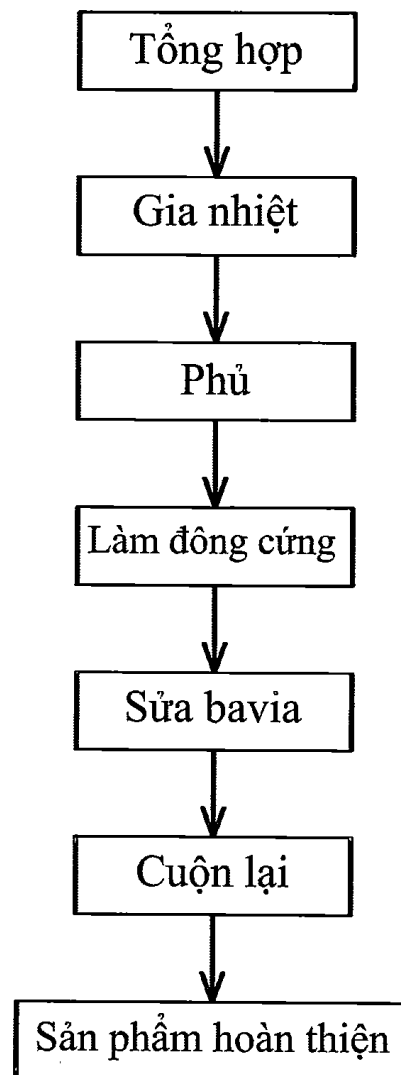 Tổng hợp
Gia nhiệt
Phủ
Làm đông cứng
Sửa bavia
Cuộn lại
Sản phẩm hoàn thiện